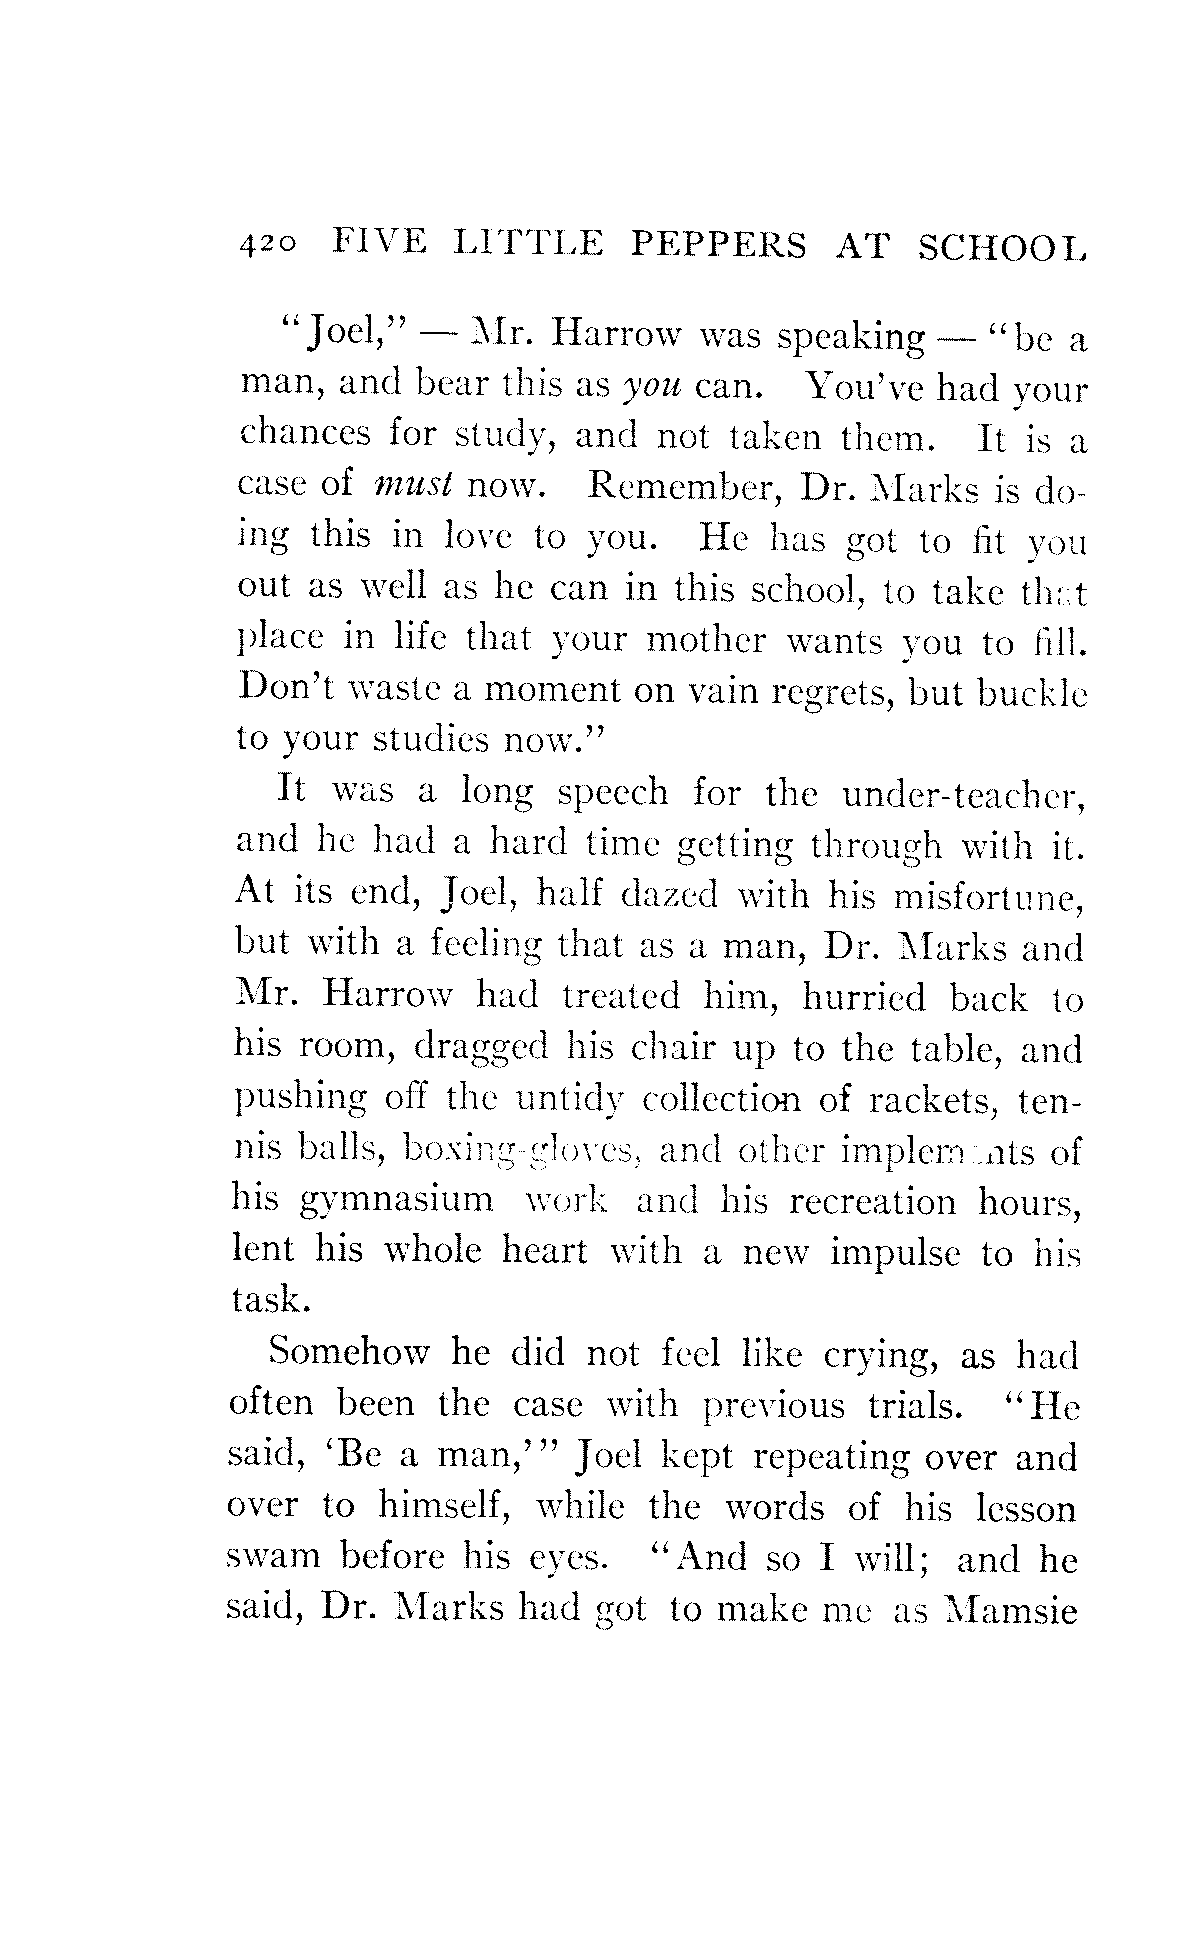 420 FIVE LITTLE PEPPERS AT SCHOOL
"Joel," — Mr. Harrow was speaking — "be a
man, and bear this as you can. You've had your
chances for study, and not taken them. It is a
case of must now. Remember, Dr. Marks is do-
ing this in love to you. He has got to fit you
out as well as he can in this school, to take that
place in life that your mother wants you to fill.
Don't waste a moment on vain regrets, but buckle
to your studies now."
It was a long speech for the under-teacher,
and he had a hard time getting through with it.
At its end, Joel, half dazed with his misfortune,
but with a feeling that as a man, Dr. Marks and
Mr. Harrow had treated him, hurried back to
his room, dragged his chair up to the table, and
pushing off the untidy collection of rackets, ten-
nis balls, boxing-gloves, and other implements of
his gymnasium work and his recreation hours,
lent his whole heart with a new impulse to his
task.
Somehow he did not feel like crying, as had
often been the case with previous trials. "He
said, 'Be a man,'" Joel kept repeating over and
over to himself, while the words of his lesson
swam before his eyes. "And so I will; and he
said, Dr. Marks had got to make me as Mamsie